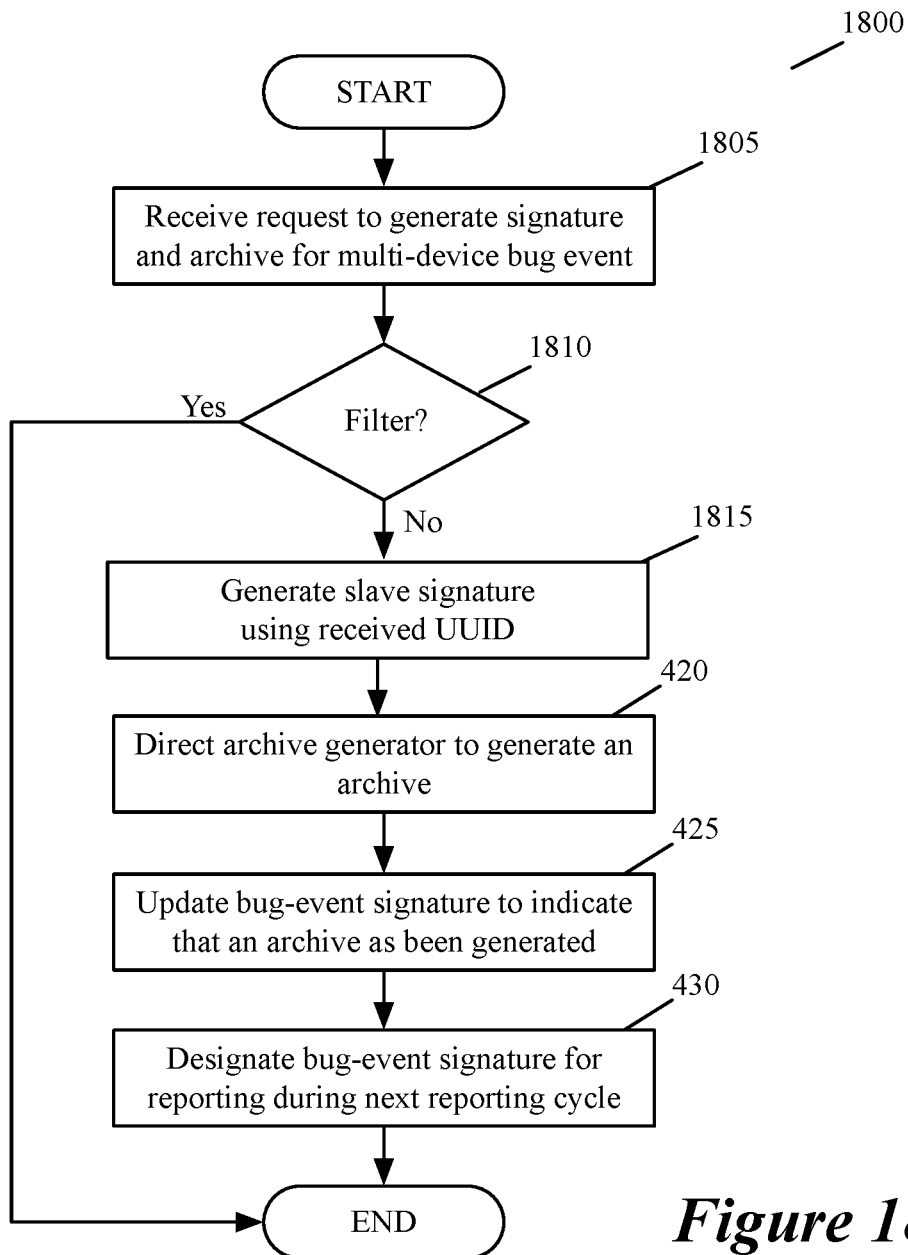 1800
START
1805
Receive request to generate signature
and archive for multi-device bug event
1810
Filter?
Yes
No
1815
Generate slave signature
using received UUID
420
Direct archive generator to generate an
archive
425
Update bug-event signature to indicate
that an archive as been generated
430
Designate bug-event signature for
reporting during next reporting cycle
END
Figure